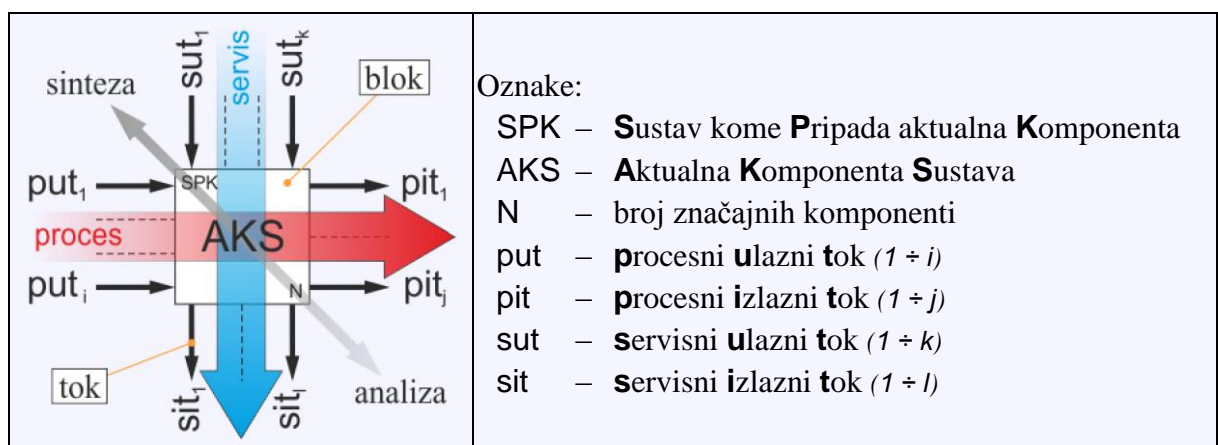 sut1
servis
sutk
sinteza
blok
put1
SPK
pit1
proces
AKS
puti
N
pitj
tok
sit1
sitl
analiza
Oznake:
SPK – Sustav kome Pripada aktualna Komponenta
AKS – Aktualna Komponenta Sustava
N – broj značajnih komponenti
put – procesni ulazni tok (1 ÷ i)
pit – procesni izlazni tok (1 ÷ j)
sut – servisni ulazni tok (1 ÷ k)
sit – servisni izlazni tok (1 ÷ l)